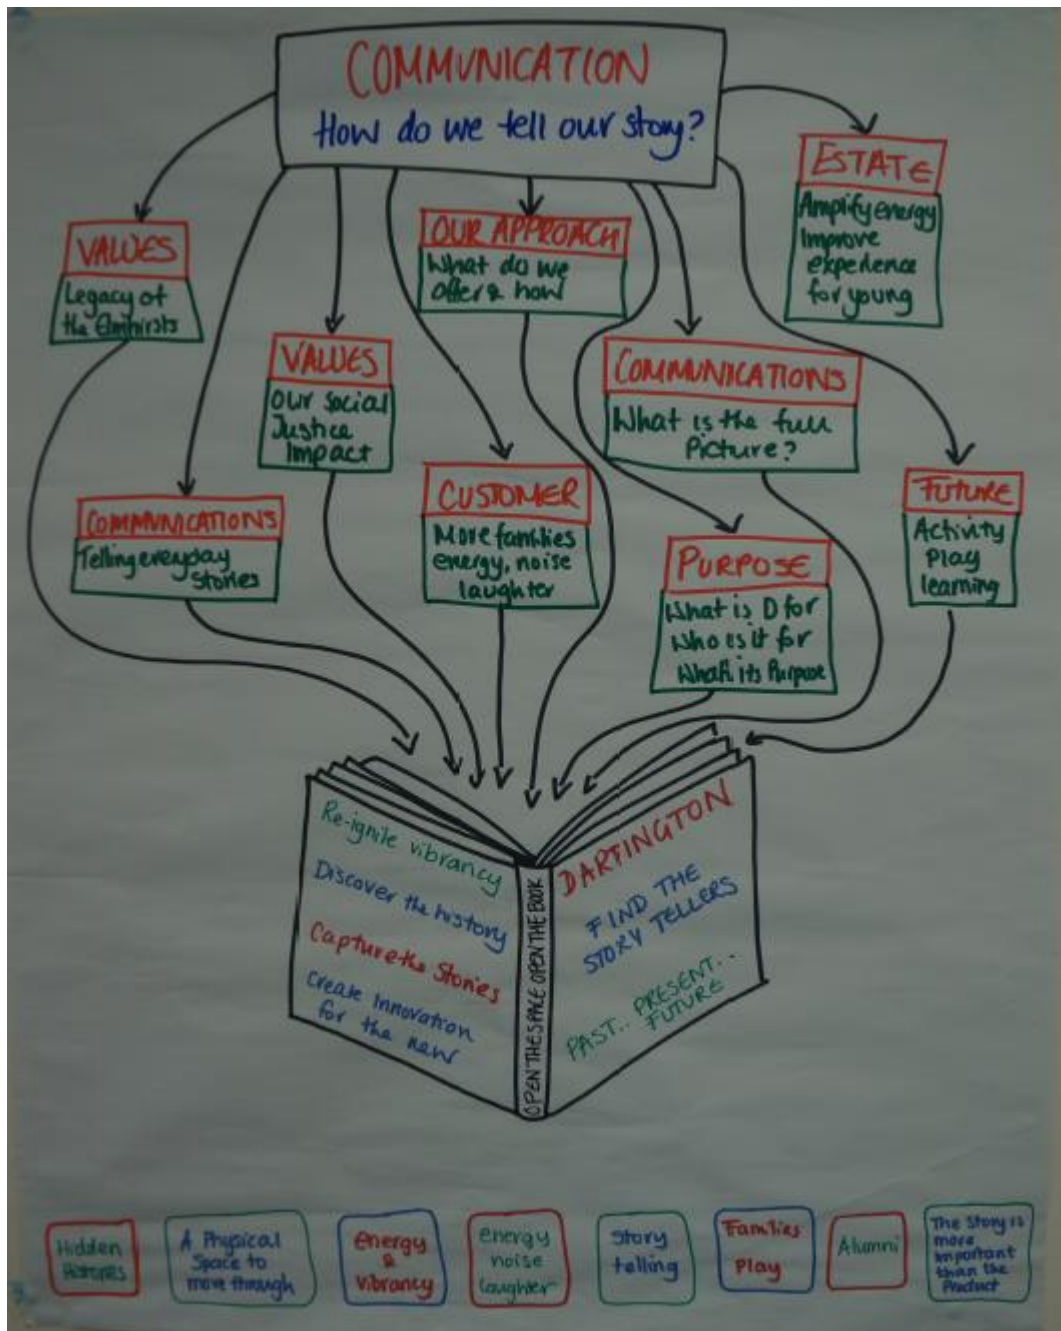 COMMUNICATION
How do we tell our story?
ESTATE
Amplify energy
Improve
experience
for young
VALUES
Legacy of
the Elmhirsts
OUR APPROACH
What do we
offer & how
VALUES
Our Social
Justice
Impact
COMMUNICATIONS
What is the full
Picture?
CUSTOMER
More families
energy, noise
laughter
FUTURE
Activity
Play
learning
COMMUNICATIONS
Telling everyday
Stories
PURPOSE
What is D for
Who is it for
What's its Purpose
Re-ignite vibrancy
Discover the history
Capture the Stories
Create Innovation
for the new
OPEN THE SPACE OPEN THE BOOK
DARTINGTON
FIND THE
STORY TELLERS
PAST.. PRESENT..
FUTURE
Hidden
Histories
A Physical
Space to
move through
energy
&
Vibrancy
energy
noise
laughter
Story
telling
Families
Play
Alumni
The Story is
more
important
than the
Product